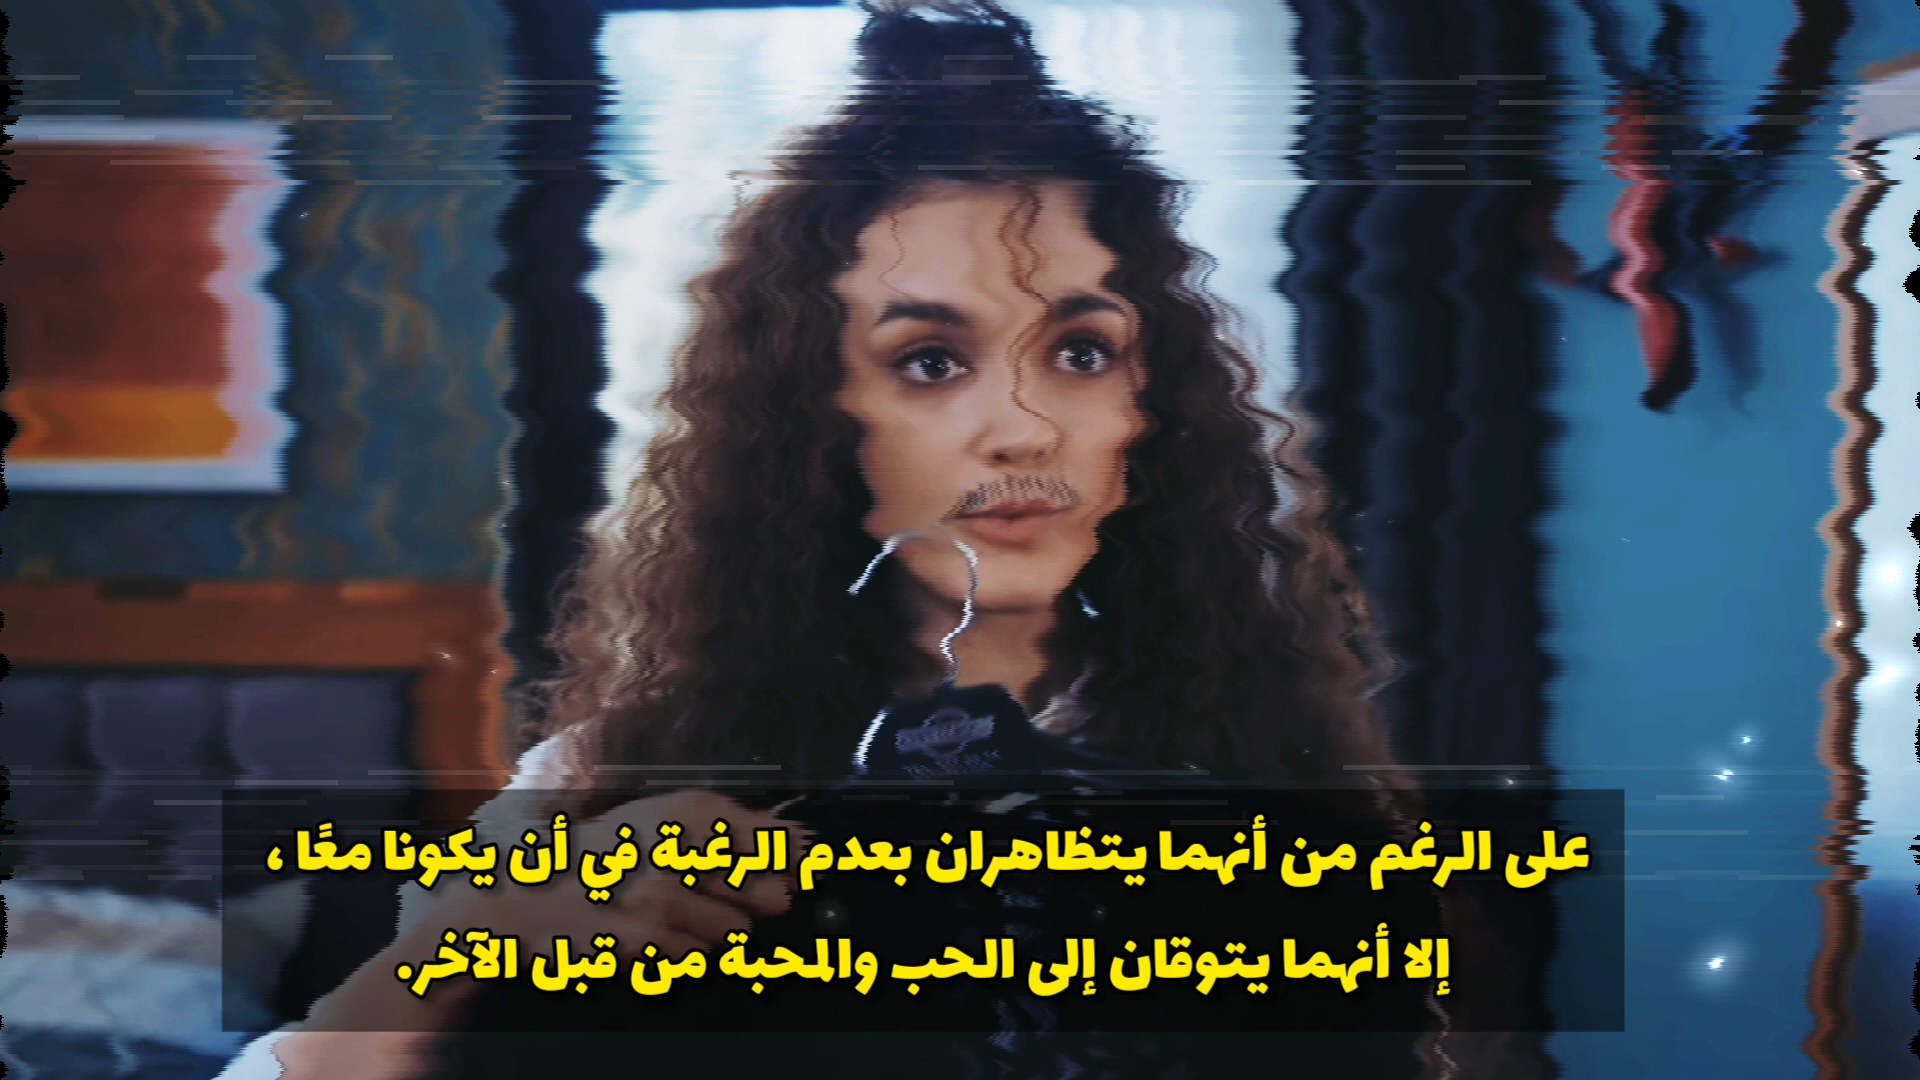 على الرغم من أنهما يتظاهران بعدم الرغبة في أن يكونا معًا ،
إلا أنهما يتوقان إلى الحب والمحبة من قبل الآخر.